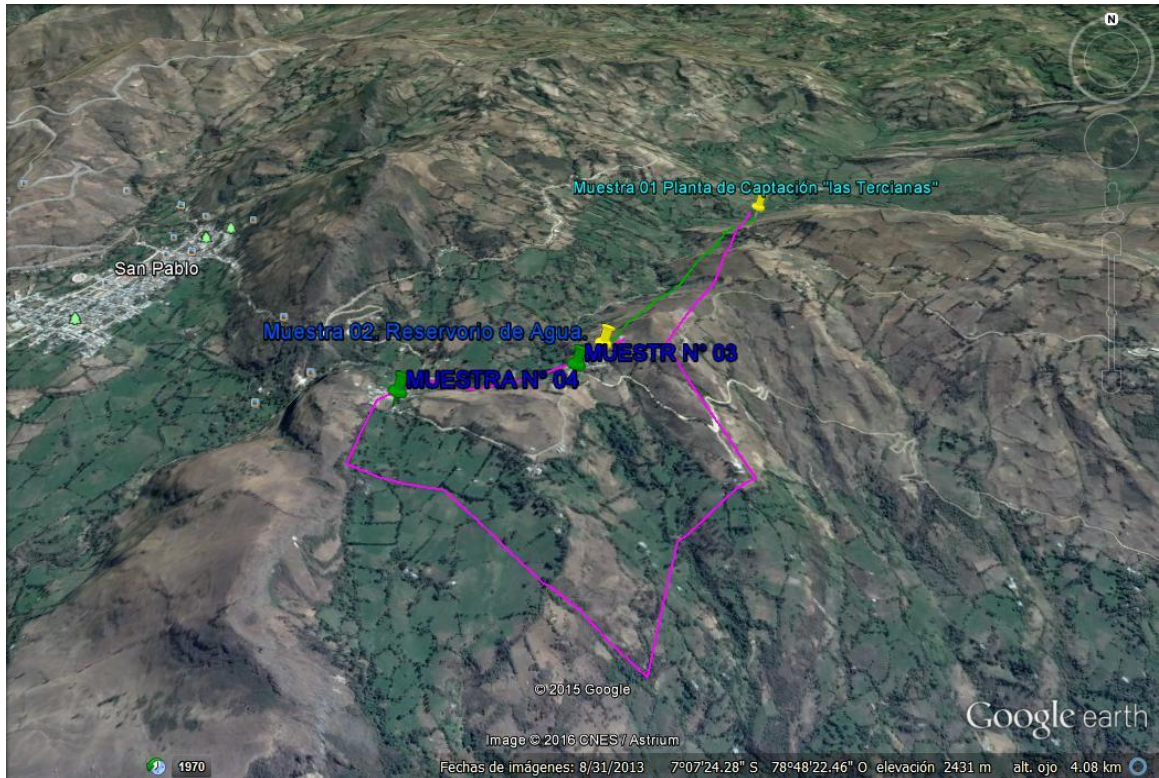 N
Muestra 01 Planta de Captación "las Tercianas"
San Pablo
Muestra 02. Reservorio de Agua.
MUESTR N° 03
MUESTRA N° 04
© 2015 Google
Google earth
Image © 2016 CNES / Astrium
1970
Fechas de imágenes: 8/31/2013 7°07'24.28" S 78°48'22.46" O elevación 2431 m alt. ojo 4.08 km